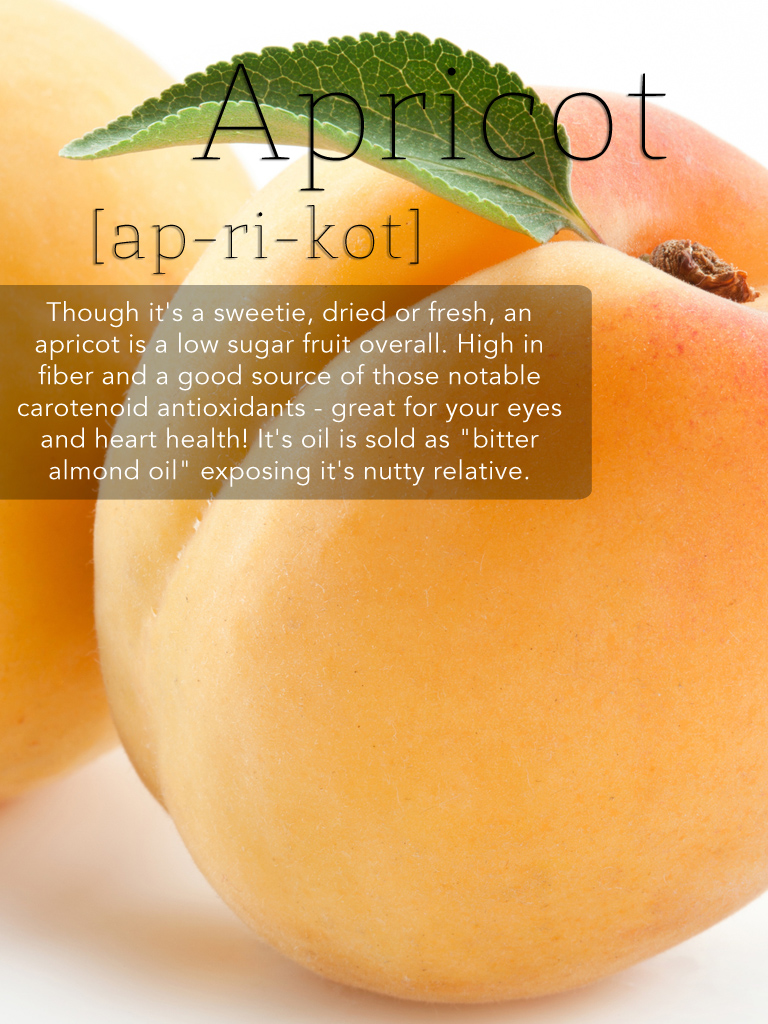 Apricot
[ap-ri-kot]
Though it's a sweetie, dried or fresh, an
apricot is a low sugar fruit overall. High in
fiber and a good source of those notable
carotenoid antioxidants - great for your eyes
and heart health! It's oil is sold as "bitter
almond oil" exposing it's nutty relative.